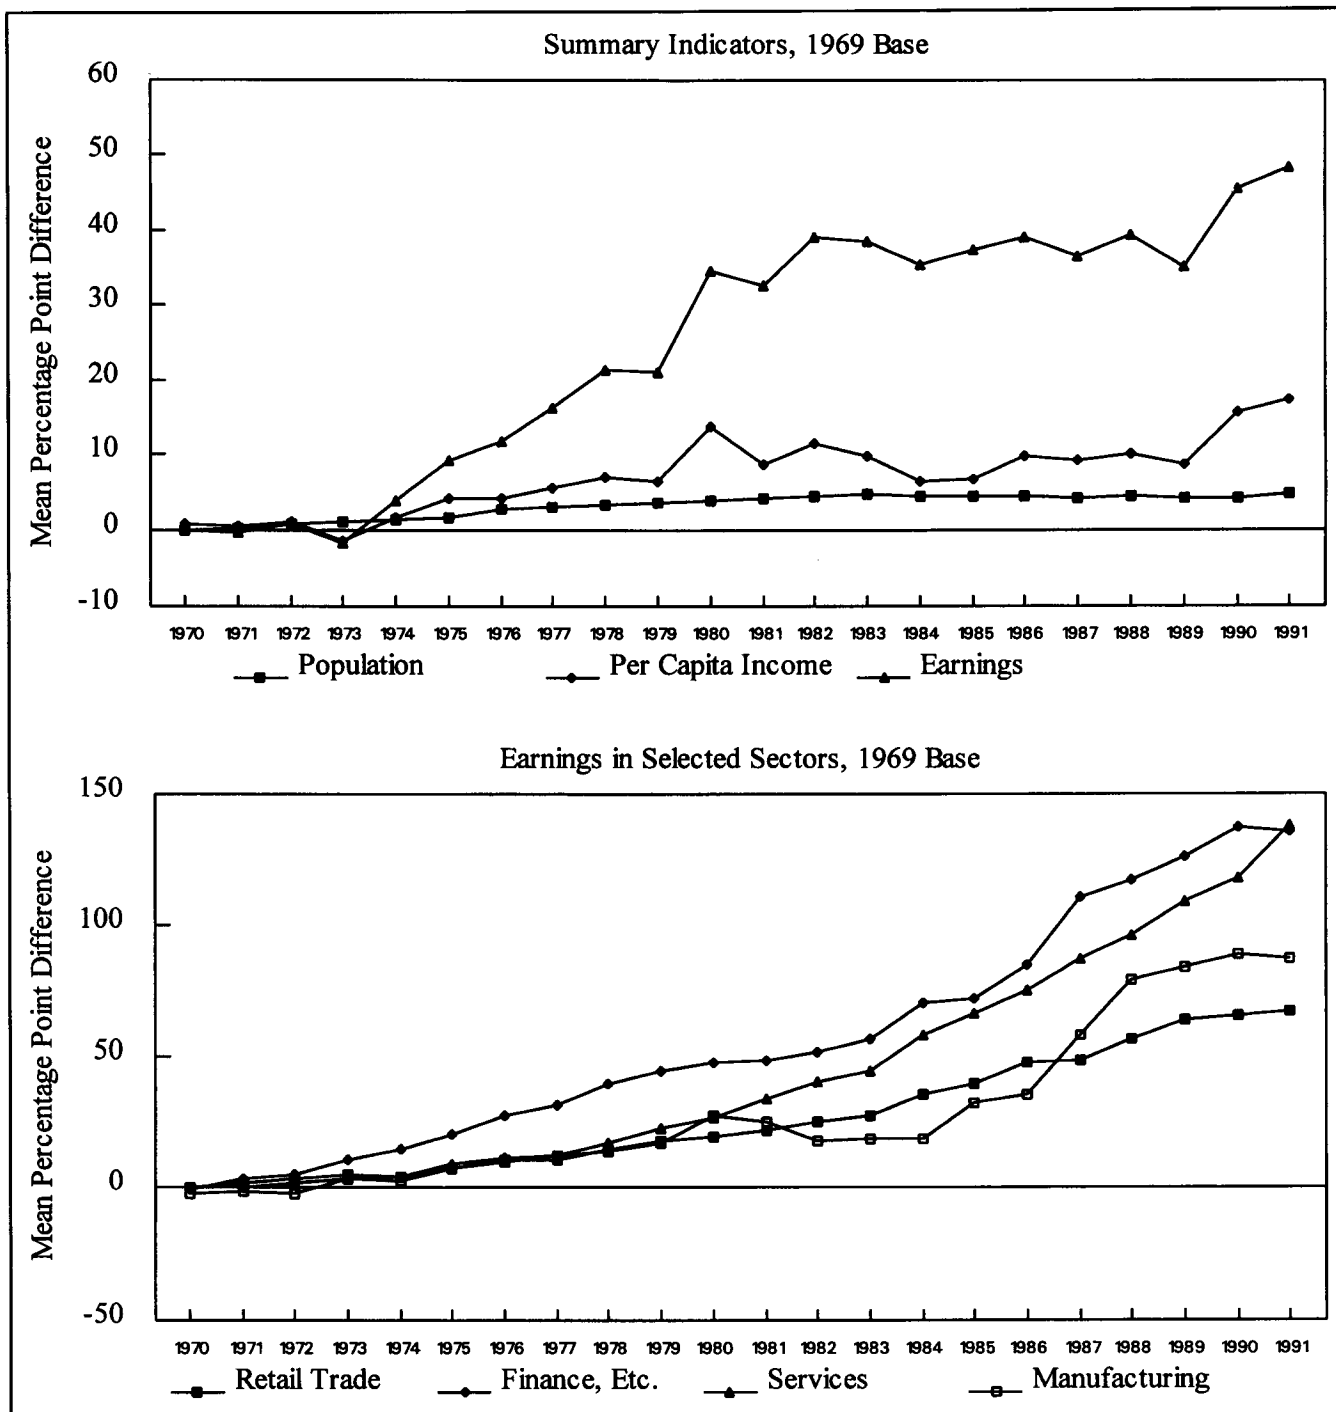 Summary Indicators, 1969 Base
Mean Percentage Point Difference
60
50
40
30
20
10
0
-10
1970 1971 1972 1973 1974 1975 1976 1977 1978 1979 1980 1981 1982 1983 1984 1985 1986 1987 1988 1989 1990 1991
Population Per Capita Income Earnings
Earnings in Selected Sectors, 1969 Base
Mean Percentage Point Difference
150
100
50
0
-50
1970 1971 1972 1973 1974 1975 1976 1977 1978 1979 1980 1981 1982 1983 1984 1985 1986 1987 1988 1989 1990 1991
Retail Trade Finance, Etc. Services Manufacturing